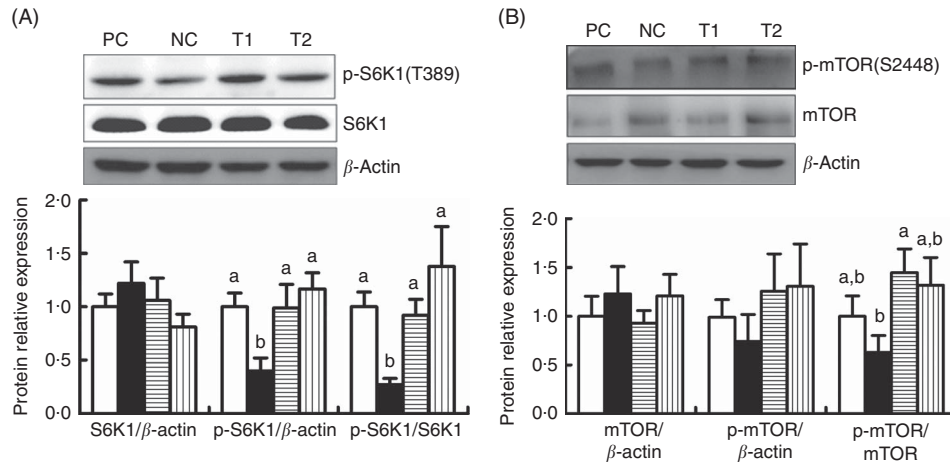 (A)
PC NC T1 T2
p-S6K1(T389)
S6K1
β-Actin
Protein relative expression
2·0
1·5
1·0
0·5
0·0
a a a a a a
b b
S6K1/β-actin p-S6K1/β-actin p-S6K1/S6K1
(B)
PC NC T1 T2
p-mTOR(S2448)
mTOR
β-Actin
Protein relative expression
2·0
1·5
1·0
0·5
0·0
a,b b a a,b
mTOR/
β-actin
p-mTOR/
β-actin
p-mTOR/
mTOR